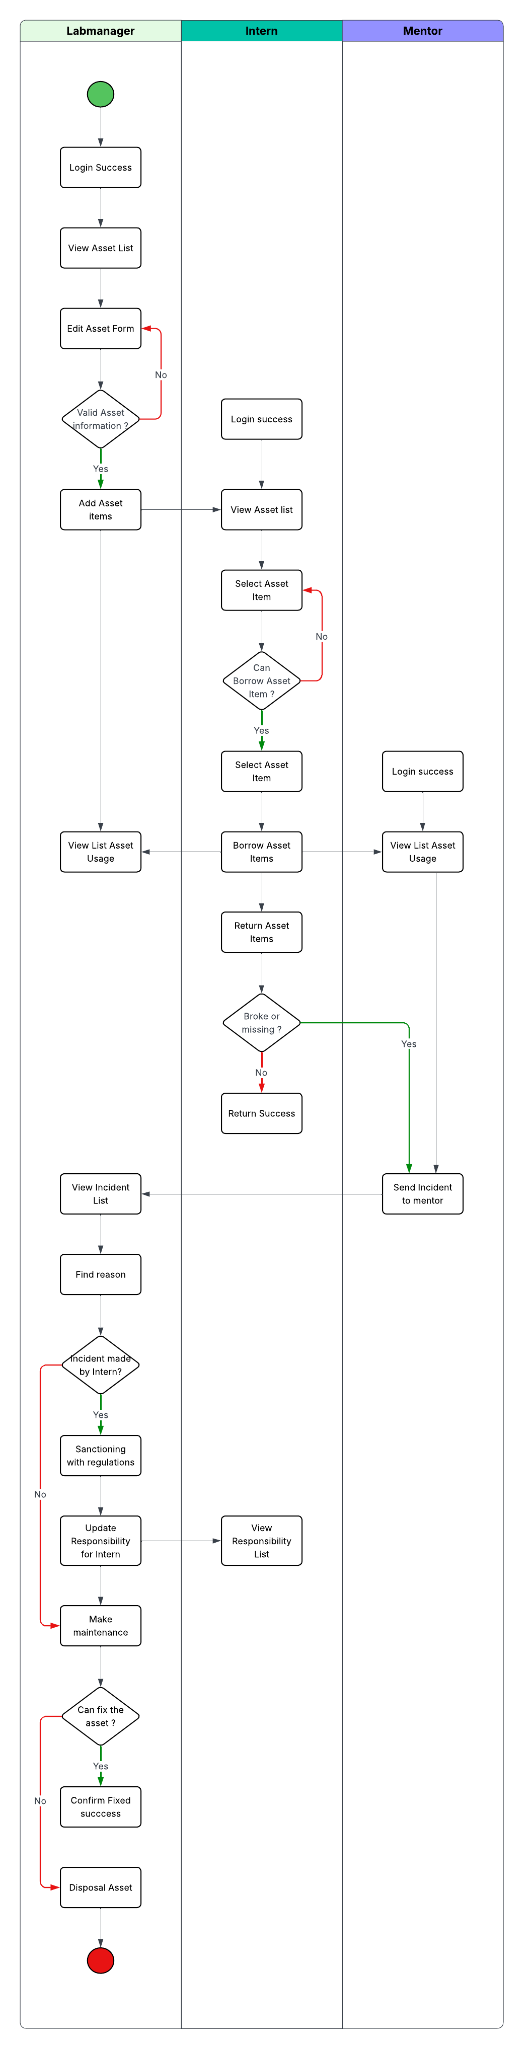 Labmanager
Intern
Mentor
Login Success
View Asset List
Edit Asset Form
No
Valid Asset
information ?
Yes
Login success
Add Asset
items
View Asset list
Select Asset
Item
No
Can
Borrow Asset
Item ?
Yes
Select Asset
Item
Login success
View List Asset
Usage
Borrow Asset
Items
View List Asset
Usage
Return Asset
Items
Broke or
missing ?
Yes
No
Return Success
View Incident
List
Send Incident
to mentor
Find reason
Incident made
by Intern?
Yes
Sanctioning
with regulations
No
Update
Responsibility
for Intern
View
Responsibility
List
Make
maintenance
Can fix the
asset ?
Yes
No
Confirm Fixed
succcess
Disposal Asset